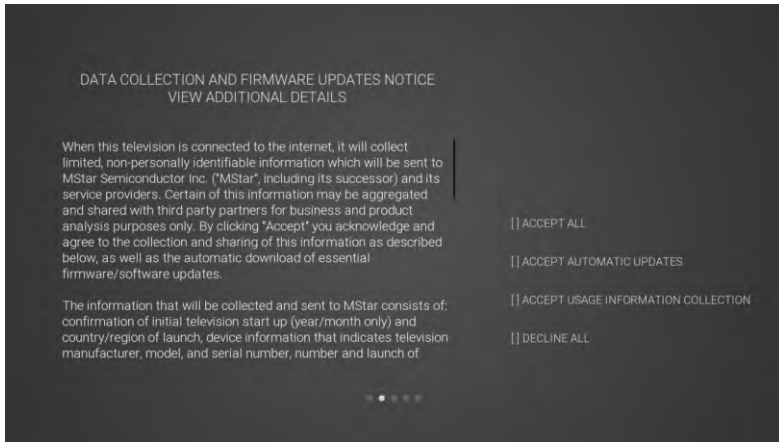 DATA COLLECTION AND FIRMWARE UPDATES NOTICE
VIEW ADDITIONAL DETAILS
When this television is connected to the internet, it will collect
limited, non-personally identifiable information which will be sent to
MStar Semiconductor Inc. ("MStar", including its successor) and its
service providers. Certain of this information may be aggregated
and shared with third party partners for business and product
analysis purposes only. By clicking "Accept" you acknowledge and
agree to the collection and sharing of this information as described
below, as well as the automatic download of essential
firmware/software updates.
The information that will be collected and sent to MStar consists of:
confirmation of initial television start up (year/month only) and
country/region of launch, device information that indicates television
manufacturer, model, and serial number, number and launch of
[ ] ACCEPT ALL
[ ] ACCEPT AUTOMATIC UPDATES
[ ] ACCEPT USAGE INFORMATION COLLECTION
[ ] DECLINE ALL